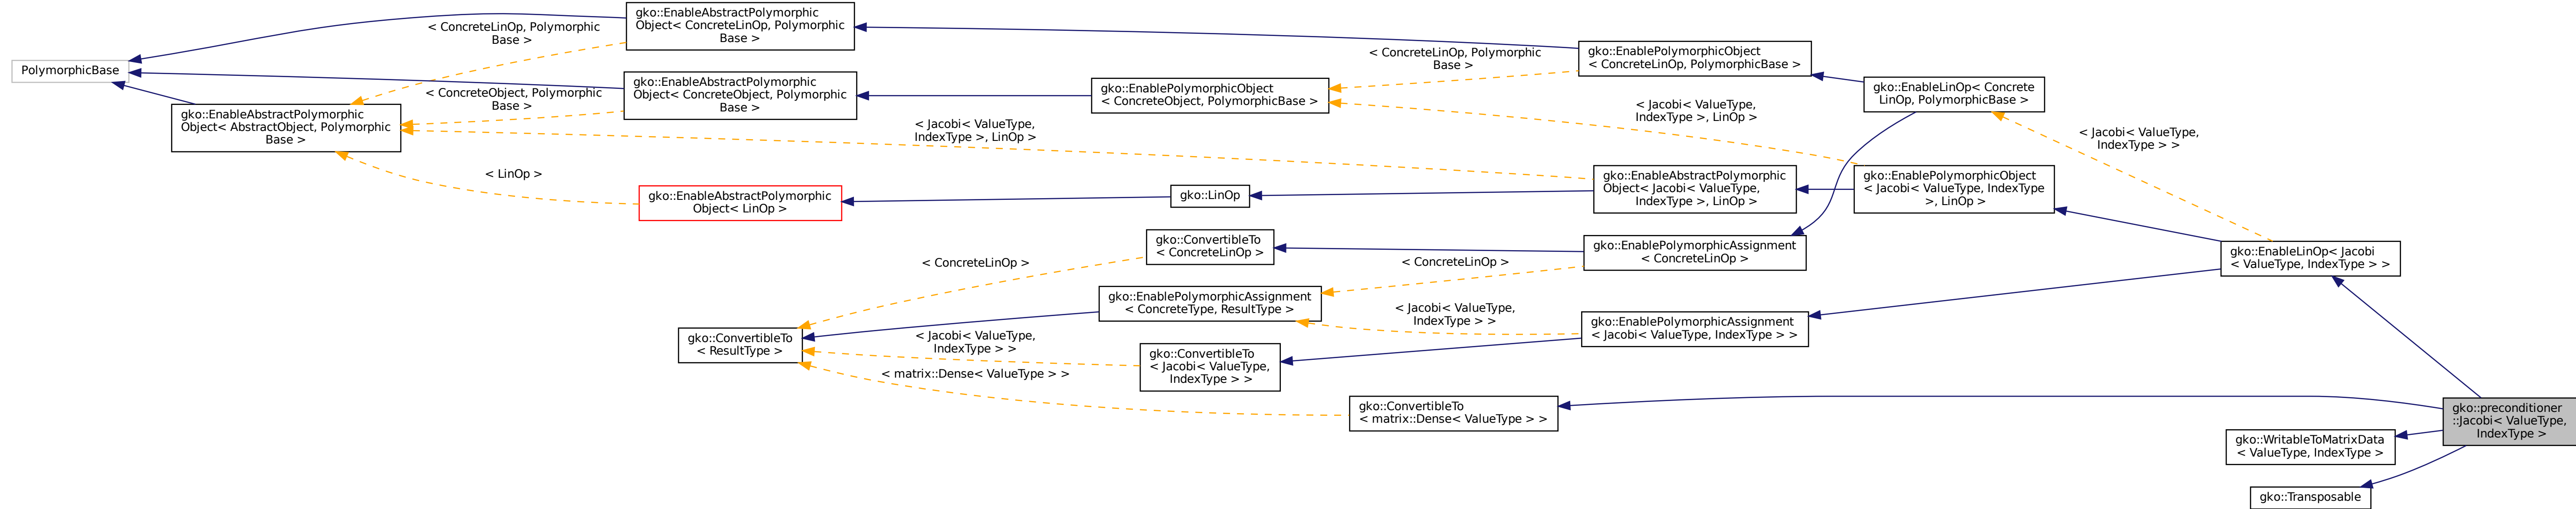 PolymorphicBase
gko::EnableAbstractPolymorphic
Object< AbstractObject, Polymorphic
Base >
< ConcreteLinOp, Polymorphic
Base >
< ConcreteObject, Polymorphic
Base >
< LinOp >
gko::EnableAbstractPolymorphic
Object< ConcreteLinOp, Polymorphic
Base >
gko::EnableAbstractPolymorphic
Object< ConcreteObject, Polymorphic
Base >
gko::EnableAbstractPolymorphic
Object< LinOp >
< Jacobi< ValueType,
IndexType >, LinOp >
gko::EnablePolymorphicObject
< ConcreteObject, PolymorphicBase >
gko::LinOp
< ConcreteLinOp, Polymorphic
Base >
< Jacobi< ValueType,
IndexType >, LinOp >
gko::EnablePolymorphicObject
< ConcreteLinOp, PolymorphicBase >
gko::EnableLinOp< Concrete
LinOp, PolymorphicBase >
< Jacobi< ValueType,
IndexType > >
gko::EnableAbstractPolymorphic
Object< Jacobi< ValueType,
IndexType >, LinOp >
gko::EnablePolymorphicObject
< Jacobi< ValueType, IndexType
>, LinOp >
gko::ConvertibleTo
< ConcreteLinOp >
gko::EnablePolymorphicAssignment
< ConcreteLinOp >
gko::EnableLinOp< Jacobi
< ValueType, IndexType > >
< ConcreteLinOp >
< ConcreteLinOp >
gko::EnablePolymorphicAssignment
< ConcreteType, ResultType >
< Jacobi< ValueType,
IndexType > >
gko::EnablePolymorphicAssignment
< Jacobi< ValueType, IndexType > >
gko::ConvertibleTo
< ResultType >
< Jacobi< ValueType,
IndexType > >
gko::ConvertibleTo
< Jacobi< ValueType,
IndexType > >
< matrix::Dense< ValueType > >
gko::ConvertibleTo
< matrix::Dense< ValueType > >
gko::preconditioner
::Jacobi< ValueType,
IndexType >
gko::WritableToMatrixData
< ValueType, IndexType >
gko::Transposable